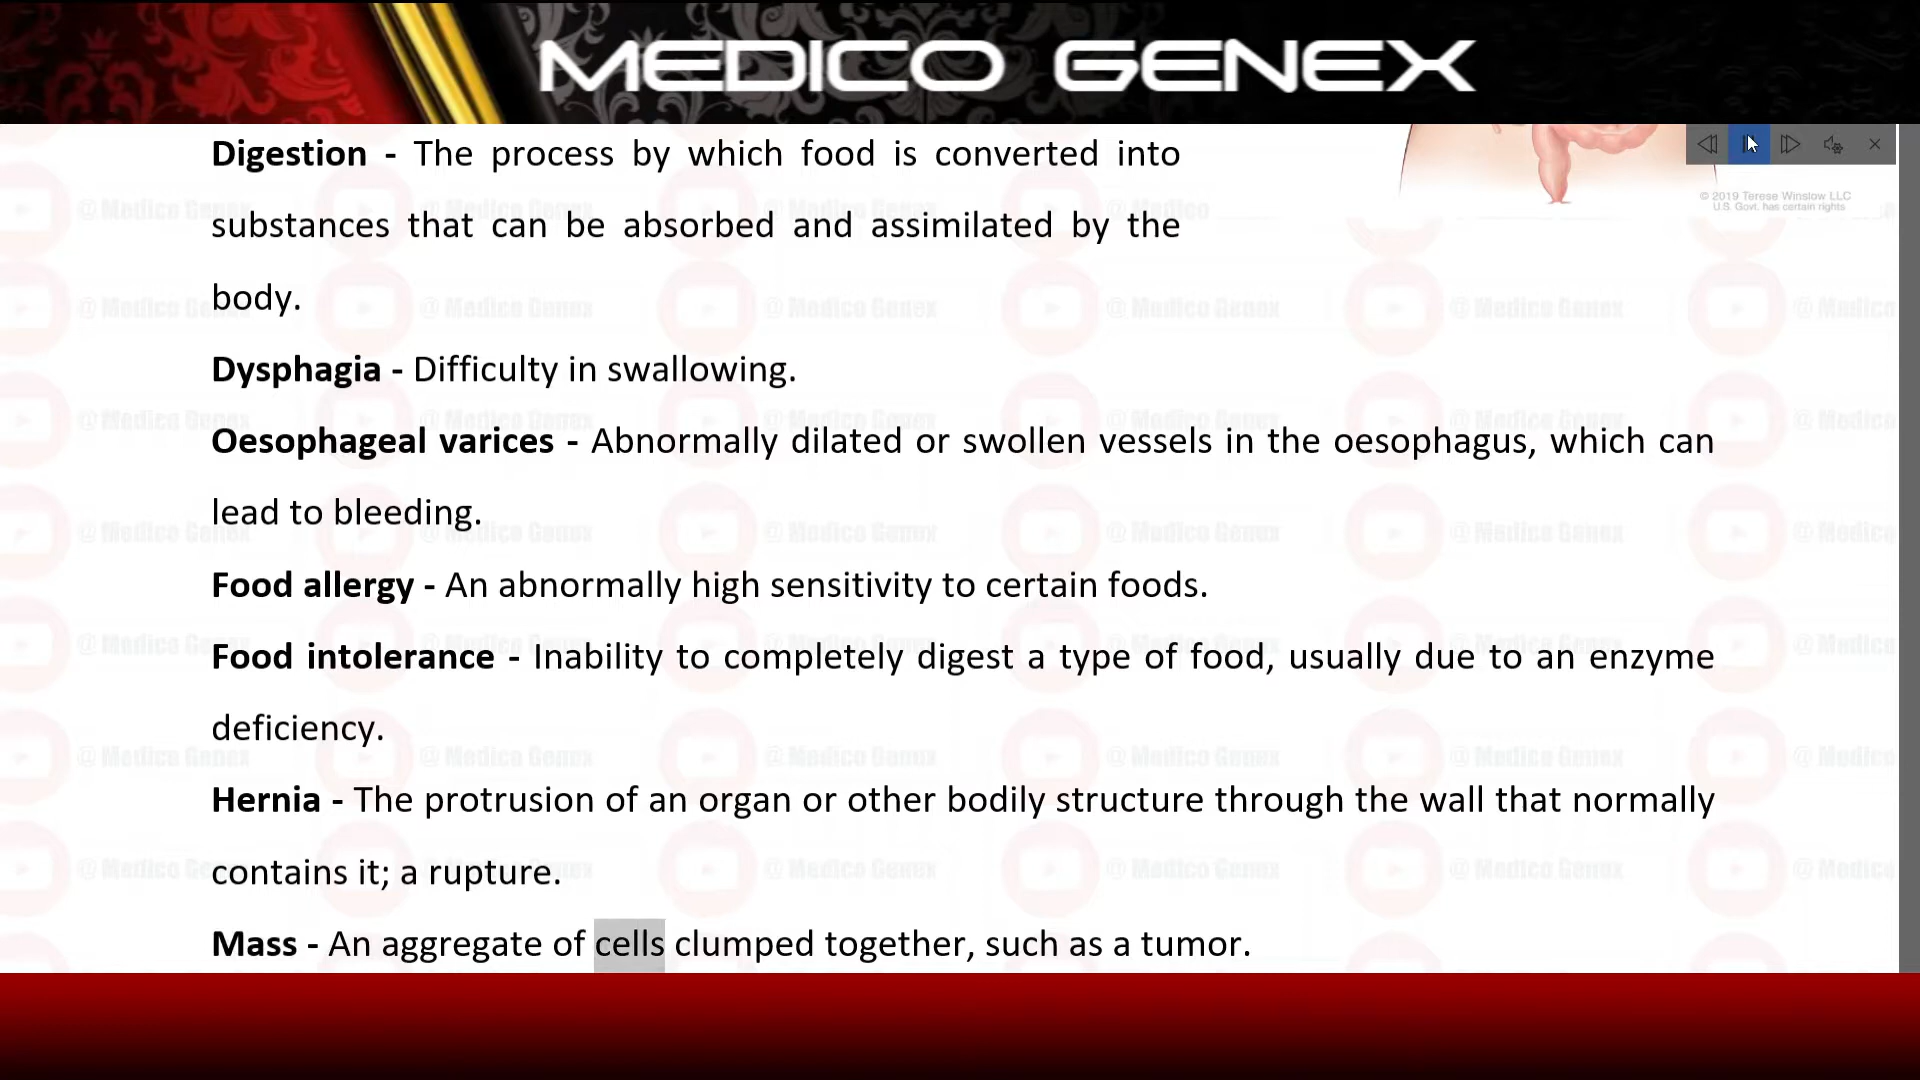 MEDICO GENEX
Digestion - The process by which food is converted into
substances that can be absorbed and assimilated by the
body.
© 2019 Terese Winslow LLC
U.S. Govt. has certain rights
Dysphagia - Difficulty in swallowing.
Oesophageal varices - Abnormally dilated or swollen vessels in the oesophagus, which can
lead to bleeding.
Food allergy - An abnormally high sensitivity to certain foods.
Food intolerance - Inability to completely digest a type of food, usually due to an enzyme
deficiency.
Hernia - The protrusion of an organ or other bodily structure through the wall that normally
contains it; a rupture.
Mass - An aggregate of cells clumped together, such as a tumor.
@ Medico Genex